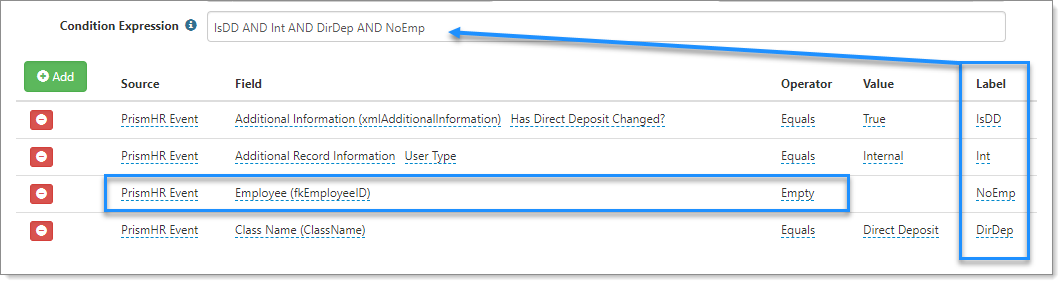 Condition Expression IsDD AND Int AND DirDep AND NoEmp
Add Source Field Operator Value Label
PrismHR Event Additional Information (xmlAdditionalInformation) Has Direct Deposit Changed? Equals True IsDD
PrismHR Event Additional Record Information User Type Equals Internal Int
PrismHR Event Employee (fkEmployeeID) Empty NoEmp
PrismHR Event Class Name (ClassName) Equals Direct Deposit DirDep